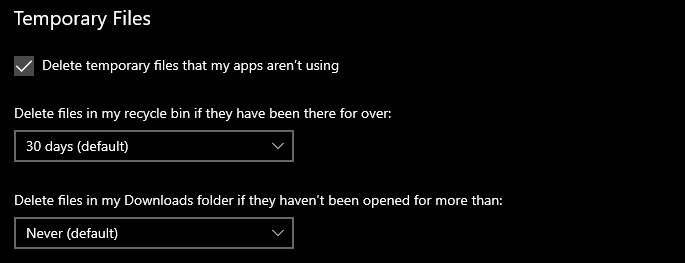 Temporary Files
Delete temporary files that my apps aren't using
Delete files in my recycle bin if they have been there for over:
30 days (default)
Delete files in my Downloads folder if they haven't been opened for more than:
Never (default)